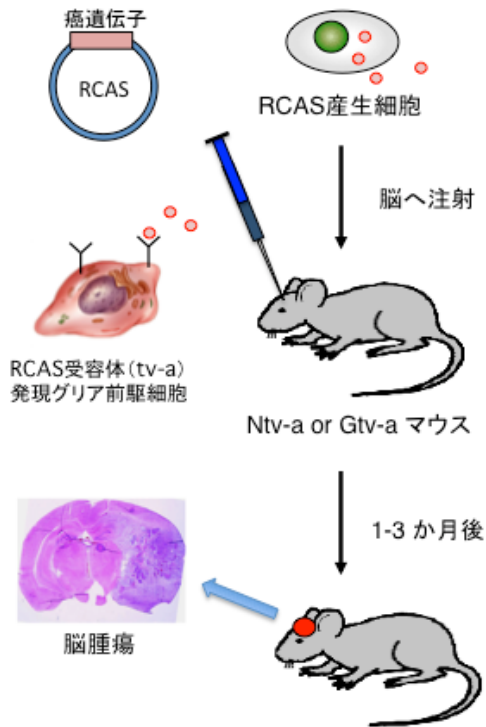 癌遺伝子
RCAS
RCAS産生細胞
脳へ注射
RCAS受容体(tv-a)
発現グリア前駆細胞
Ntv-a or Gtv-a マウス
1-3 か月後
脳腫瘍